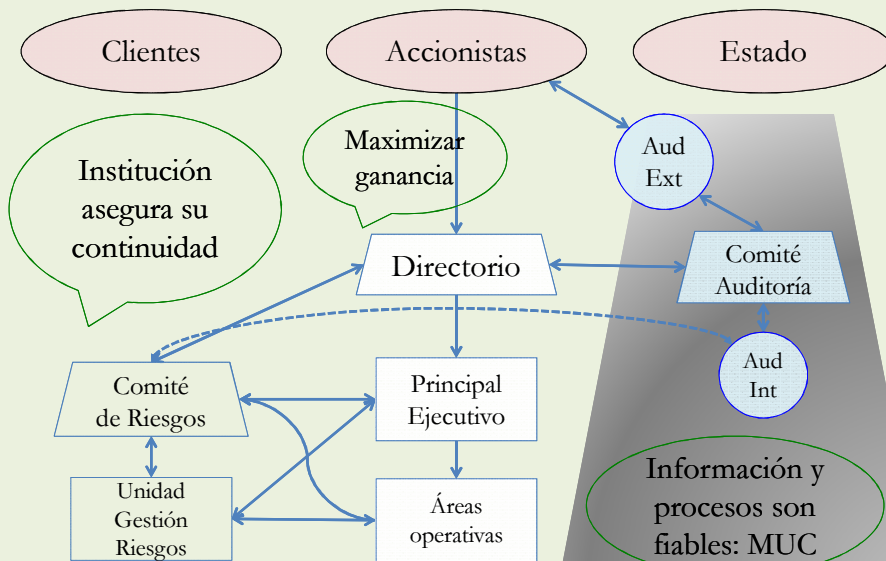 Clientes
Accionistas
Estado
Institución
asegura su
continuidad
Maximizar
ganancia
Aud
Ext
Directorio
Comité
Auditoría
Comité
de Riesgos
Principal
Ejecutivo
Aud
Int
Unidad
Gestión
Riesgos
Áreas
operativas
Información y
procesos son
fiables: MUC